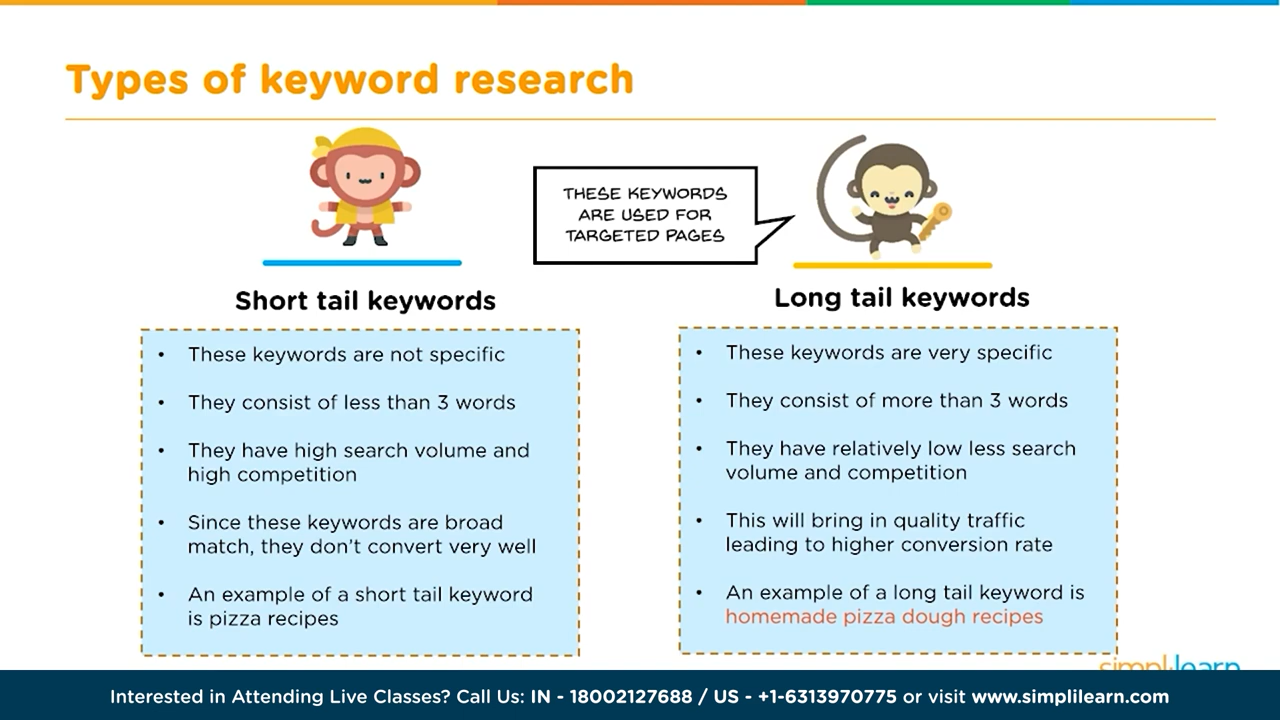 Types of keyword research
THESE KEYWORDS
ARE USED FOR
TARGETED PAGES
Short tail keywords
• These keywords are not specific
• They consist of less than 3 words
• They have high search volume and
high competition
• Since these keywords are broad
match, they don't convert very well
• An example of a short tail keyword
is pizza recipes
Long tail keywords
• These keywords are very specific
• They consist of more than 3 words
• They have relatively low less search
volume and competition
• This will bring in quality traffic
leading to higher conversion rate
• An example of a long tail keyword is
homemade pizza dough recipes
simplilearn
Interested in Attending Live Classes? Call Us: IN - 18002127688 / US - +1-6313970775 or visit www.simplilearn.com